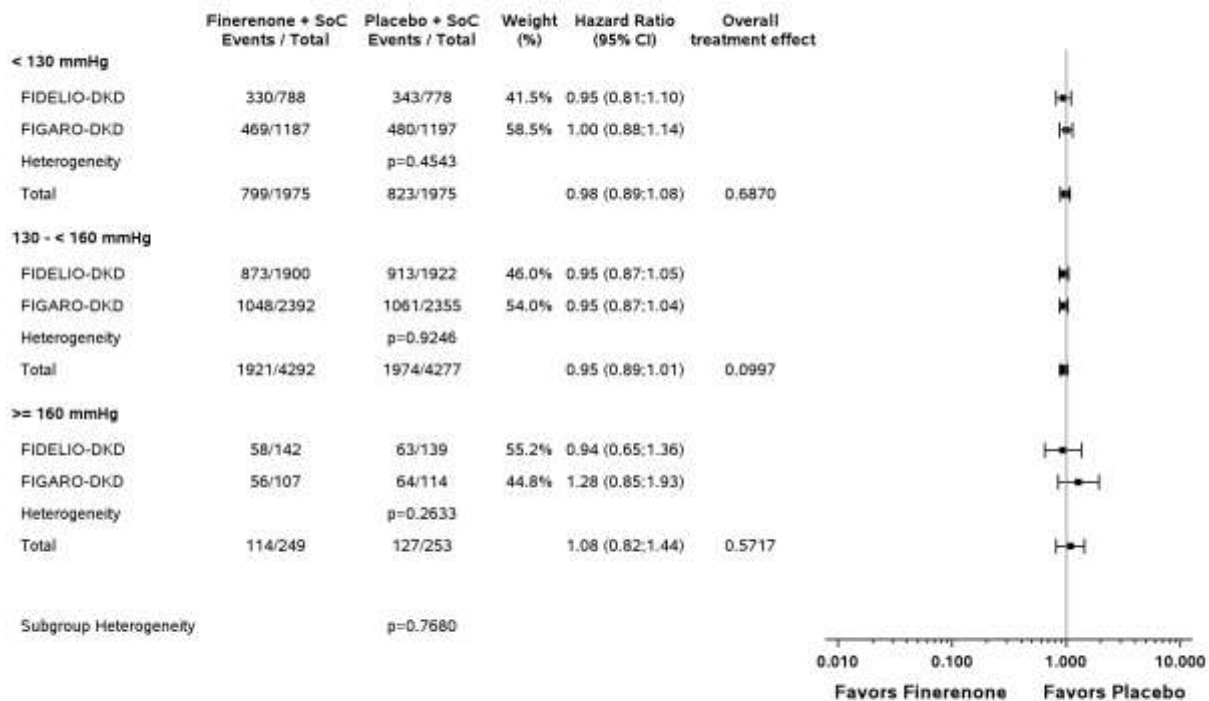 Finerenone + SoC Placebo + SoC Weight Hazard Ratio Overall
Events / Total Events / Total (%) (95% CI) treatment effect
< 130 mmHg
FIDELIO-DKD 330/788 343/778 41.5% 0.95 (0.81;1.10)
FIGARO-DKD 469/1187 480/1197 58.5% 1.00 (0.88;1.14)
Heterogeneity p=0.4543
Total 799/1975 823/1975 0.98 (0.89;1.08) 0.6870
130 - < 160 mmHg
FIDELIO-DKD 873/1900 913/1922 46.0% 0.95 (0.87;1.05)
FIGARO-DKD 1048/2392 1061/2355 54.0% 0.95 (0.87;1.04)
Heterogeneity p=0.9246
Total 1921/4292 1974/4277 0.95 (0.89;1.01) 0.0997
>= 160 mmHg
FIDELIO-DKD 58/142 63/139 55.2% 0.94 (0.65;1.36)
FIGARO-DKD 56/107 64/114 44.8% 1.28 (0.85;1.93)
Heterogeneity p=0.2633
Total 114/249 127/253 1.08 (0.82;1.44) 0.5717
Subgroup Heterogeneity p=0.7680
0.010 0.100 1.000 10.000
Favors Finerenone Favors Placebo